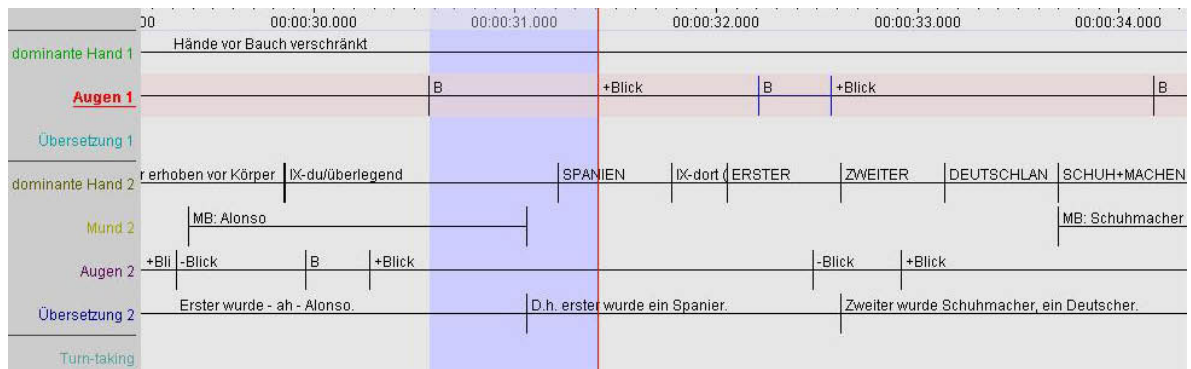 00 00:00:30.000 00:00:31.000 00:00:32.000 00:00:33.000 00:00:34.000
dominante Hand 1 Hände vor Bauch verschränkt
Augen 1 B +Blick B +Blick B
Übersetzung 1
dominante Hand 2 r erhoben vor Körper IX-du/überlegend SPANIEN IX-dort ( ERSTER ZWEITER DEUTSCHLAN SCHUH+MACHEN
Mund 2 MB: Alonso MB: Schuhmacher
Augen 2 +Bli -Blick B +Blick -Blick +Blick
Übersetzung 2 Erster wurde - ah - Alonso. D.h. erster wurde ein Spanier. Zweiter wurde Schuhmacher, ein Deutscher.
Turn-taking